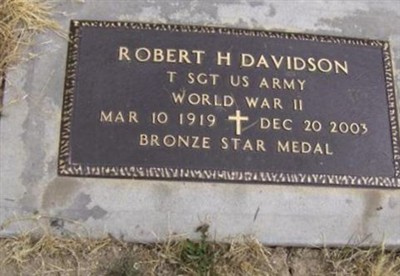 ROBERT H DAVIDSON
T SGT US ARMY
WORLD WAR II
MAR 10 1919 ✝ DEC 20 2003
BRONZE STAR MEDAL